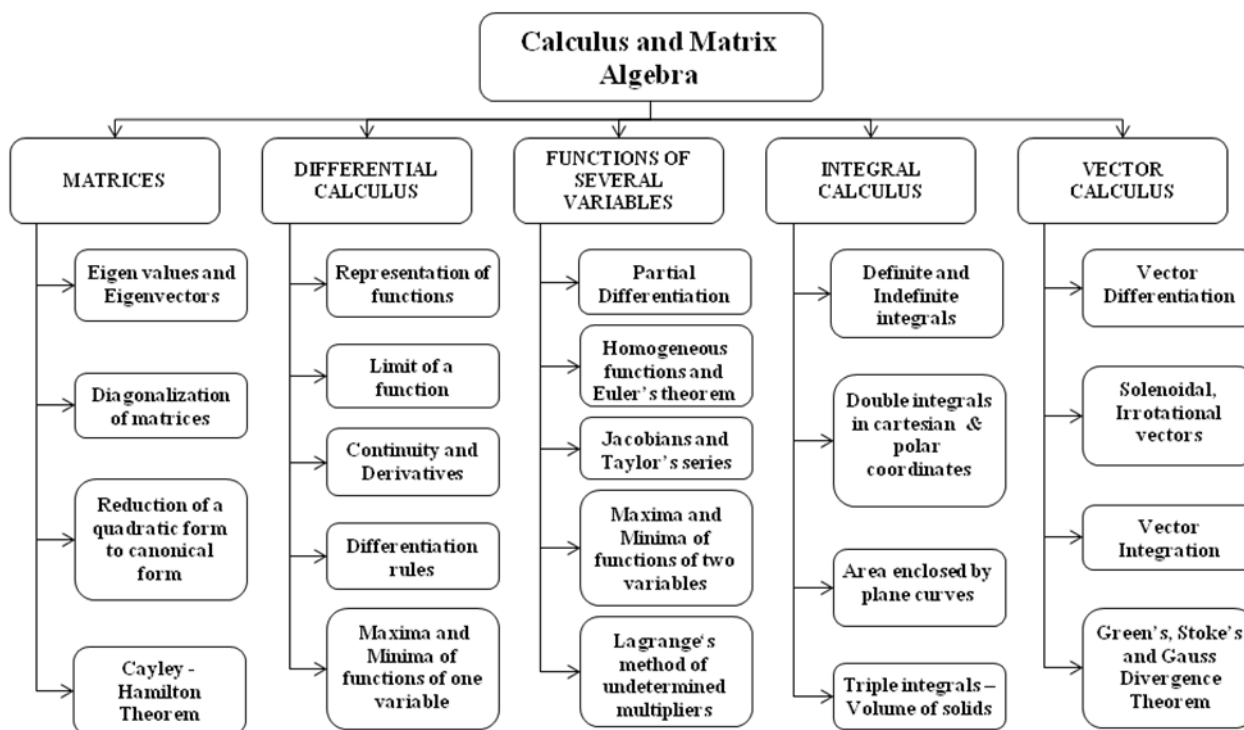 Calculus and Matrix
Algebra
MATRICES
Eigen values and
Eigenvectors
Diagonalization
of matrices
Reduction of a
quadratic form
to canonical
form
Cayley -
Hamilton
Theorem
DIFFERENTIAL
CALCULUS
Representation of
functions
Limit of a
function
Continuity and
Derivatives
Differentiation
rules
Maxima and
Minima of
functions of one
variable
FUNCTIONS OF
SEVERAL
VARIABLES
Partial
Differentiation
Homogeneous
functions and
Euler's theorem
Jacobians and
Taylor's series
Maxima and
Minima of
functions of two
variables
Lagrange‘s
method of
undetermined
multipliers
INTEGRAL
CALCULUS
Definite and
Indefinite
integrals
Double integrals
in cartesian &
polar
coordinates
Area enclosed by
plane curves
Triple integrals –
Volume of solids
VECTOR
CALCULUS
Vector
Differentiation
Solenoidal,
Irrotational
vectors
Vector
Integration
Green's, Stoke's
and Gauss
Divergence
Theorem